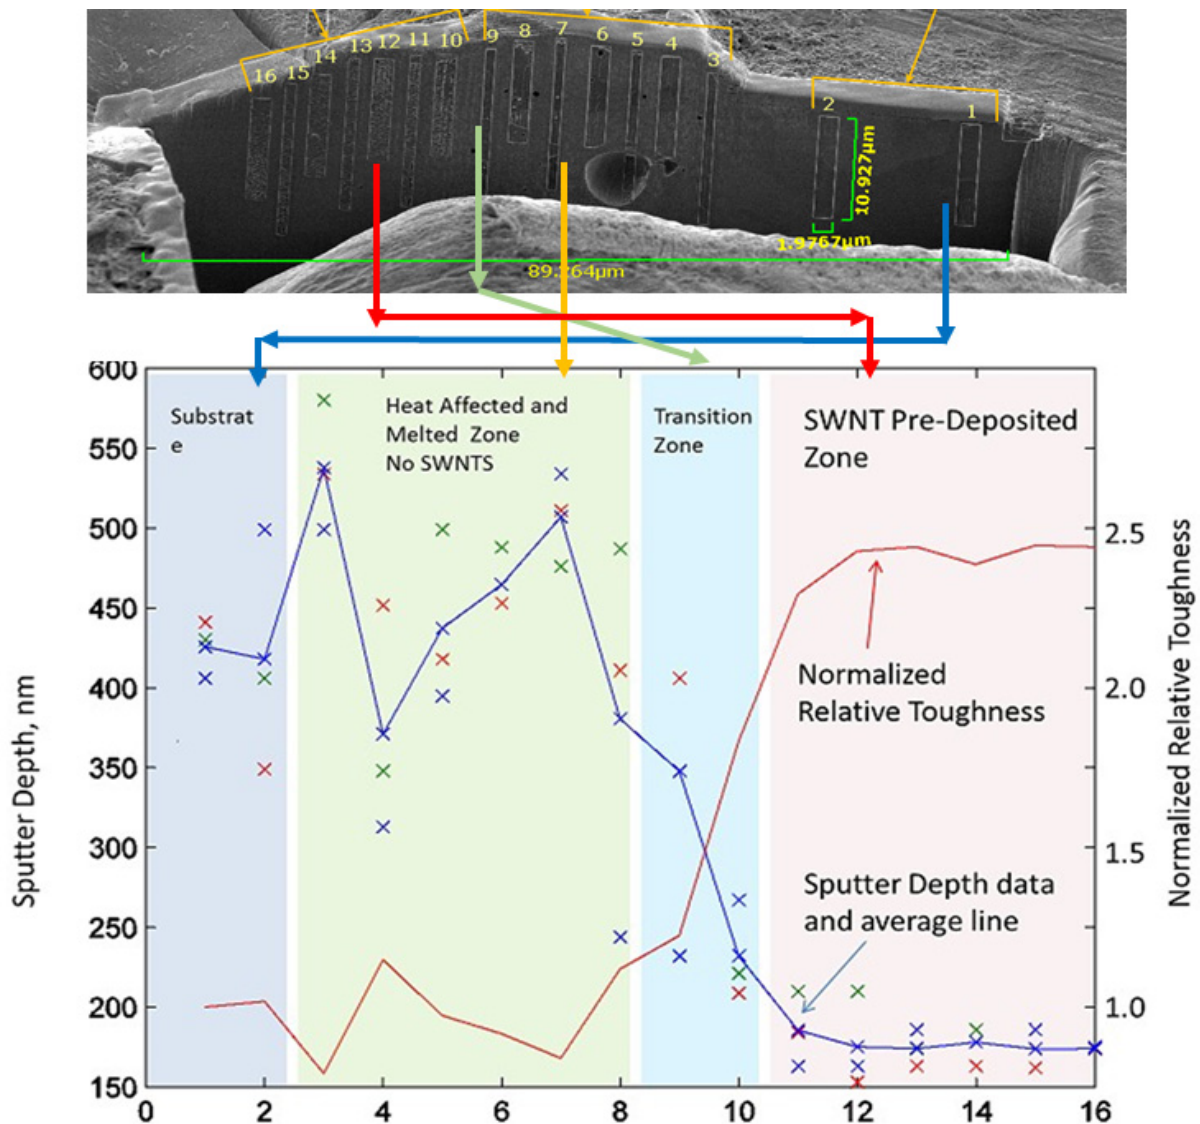 16 15 14 13 12 11 10 9 8 7 6 5 4 3 2 1
10.927μm
1.9767μm
89.264μm
600
550
500
450
400
350
300
250
200
150
Sputter Depth, nm
Substrat
e
Heat Affected and
Melted Zone
No SWNTS
Transition
Zone
SWNT Pre-Deposited
Zone
Normalized
Relative Toughness
Sputter Depth data
and average line
2.5
2.0
1.5
1.0
Normalized Relative Toughness
0 2 4 6 8 10 12 14 16